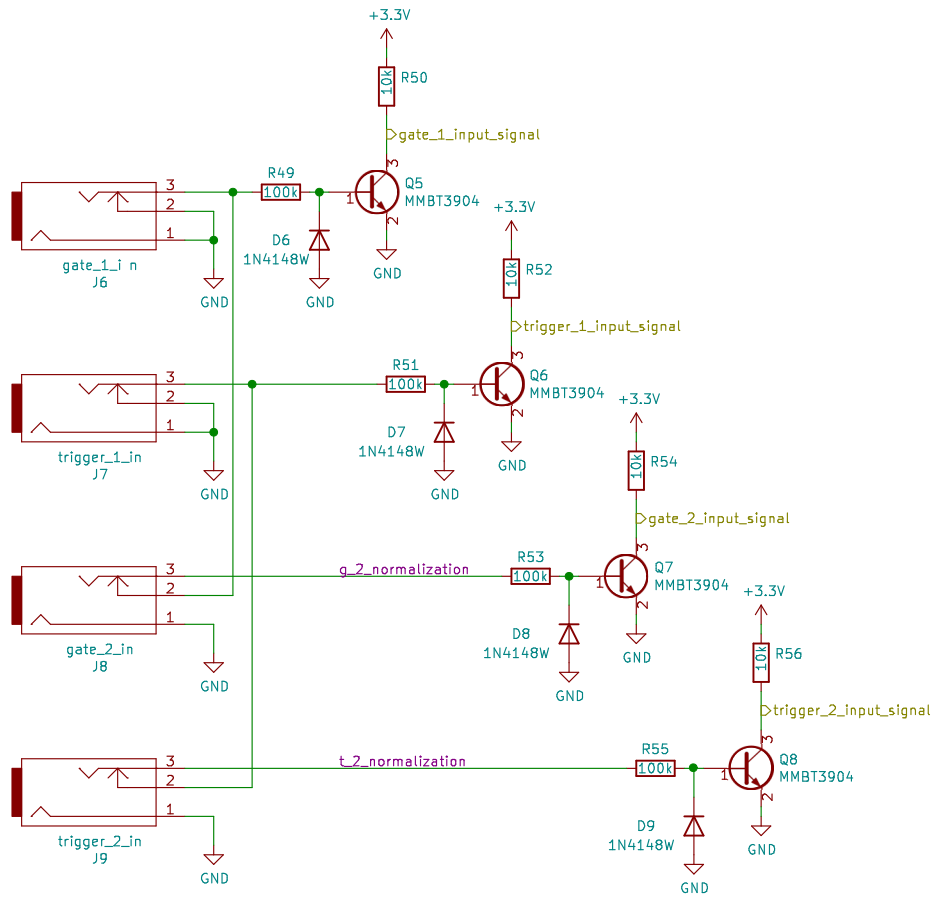 +3.3V
10k
R50
gate_1_input_signal
3
R49
100k
1
Q5
MMBT3904
2
3
2
1
gate_1_i n
J6
D6
1N4148W
GND
GND
GND
+3.3V
10k
R52
trigger_1_input_signal
3
R51
100k
1
Q6
MMBT3904
2
3
2
1
trigger_1_in
J7
D7
1N4148W
GND
GND
GND
+3.3V
10k
R54
gate_2_input_signal
3
g_2_normalization
R53
100k
1
Q7
MMBT3904
2
3
2
1
gate_2_in
J8
D8
1N4148W
GND
GND
GND
+3.3V
10k
R56
trigger_2_input_signal
3
t_2_normalization
R55
100k
1
Q8
MMBT3904
2
3
2
1
trigger_2_in
J9
D9
1N4148W
GND
GND
GND